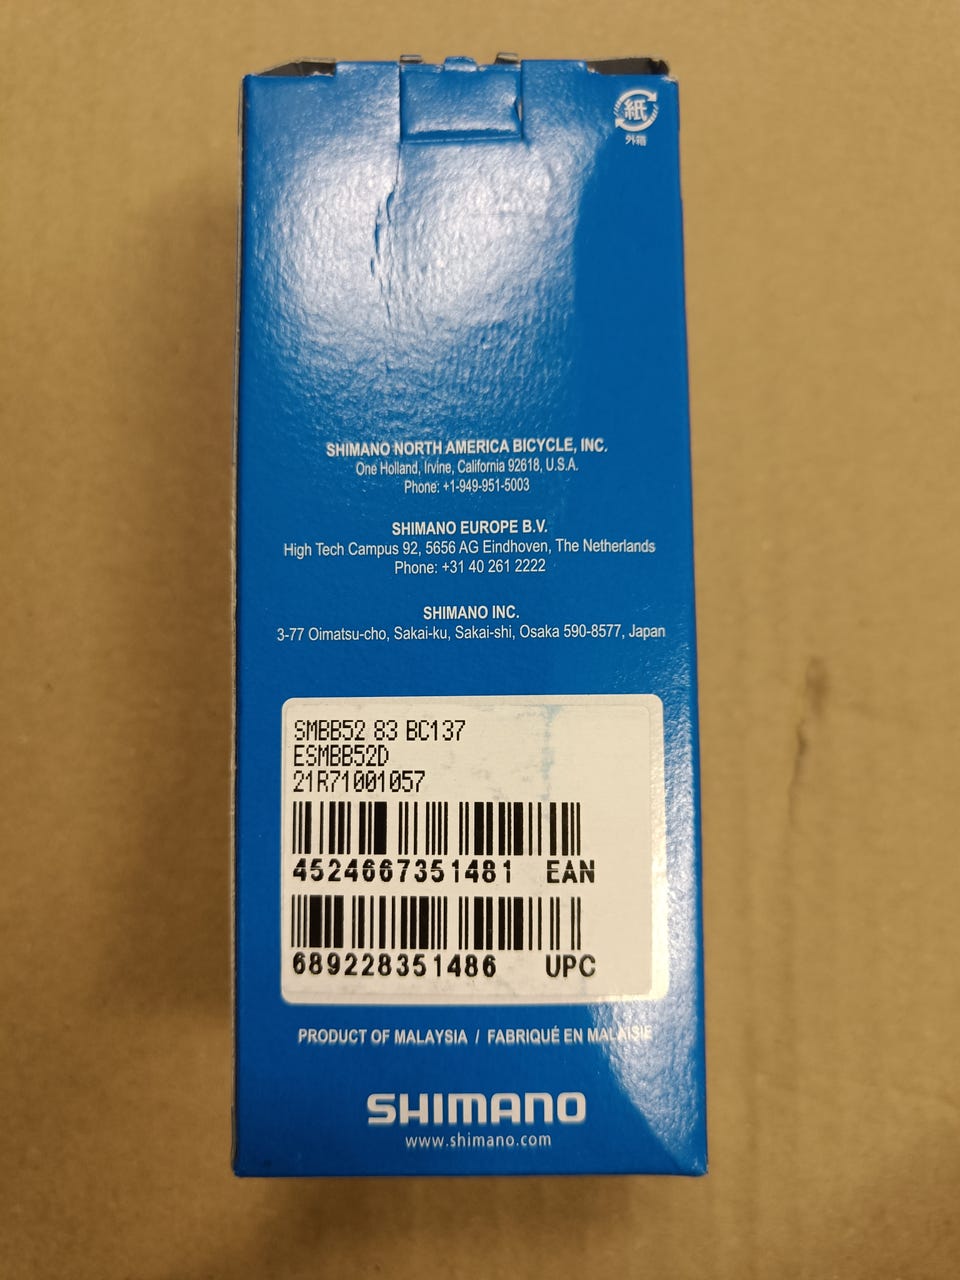 紙
外箱
SHIMANO NORTH AMERICA BICYCLE, INC.
One Holland, Irvine, California 92618, U.S.A.
Phone: +1-949-951-5003
SHIMANO EUROPE B.V.
High Tech Campus 92, 5656 AG Eindhoven, The Netherlands
Phone: +31 40 261 2222
SHIMANO INC.
3-77 Oimatsu-cho, Sakai-ku, Sakai-shi, Osaka 590-8577, Japan
SMBB52 83 BC137
ESMBB52D
21R71001057
4524667351481 EAN
689228351486 UPC
PRODUCT OF MALAYSIA / FABRIQUÉ EN MALAISIE
SHIMANO
www.shimano.com